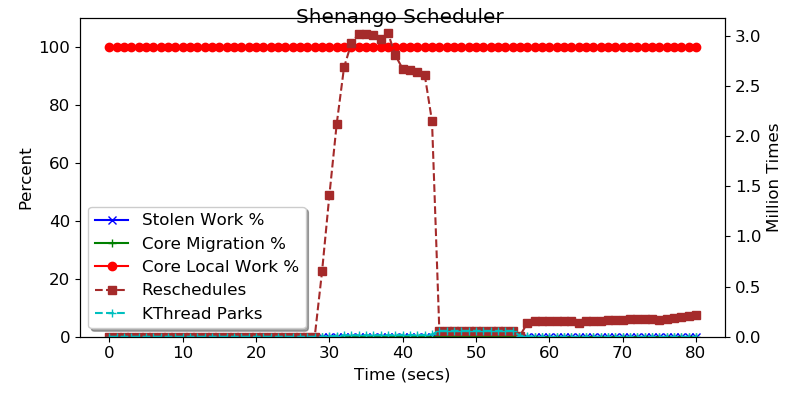 Shenango Scheduler
100
80
60
40
20
0
Percent
3.0
2.5
2.0
1.5
1.0
0.5
0.0
Million Times
Stolen Work %
Core Migration %
Core Local Work %
Reschedules
KThread Parks
0 10 20 30 40 50 60 70 80
Time (secs)